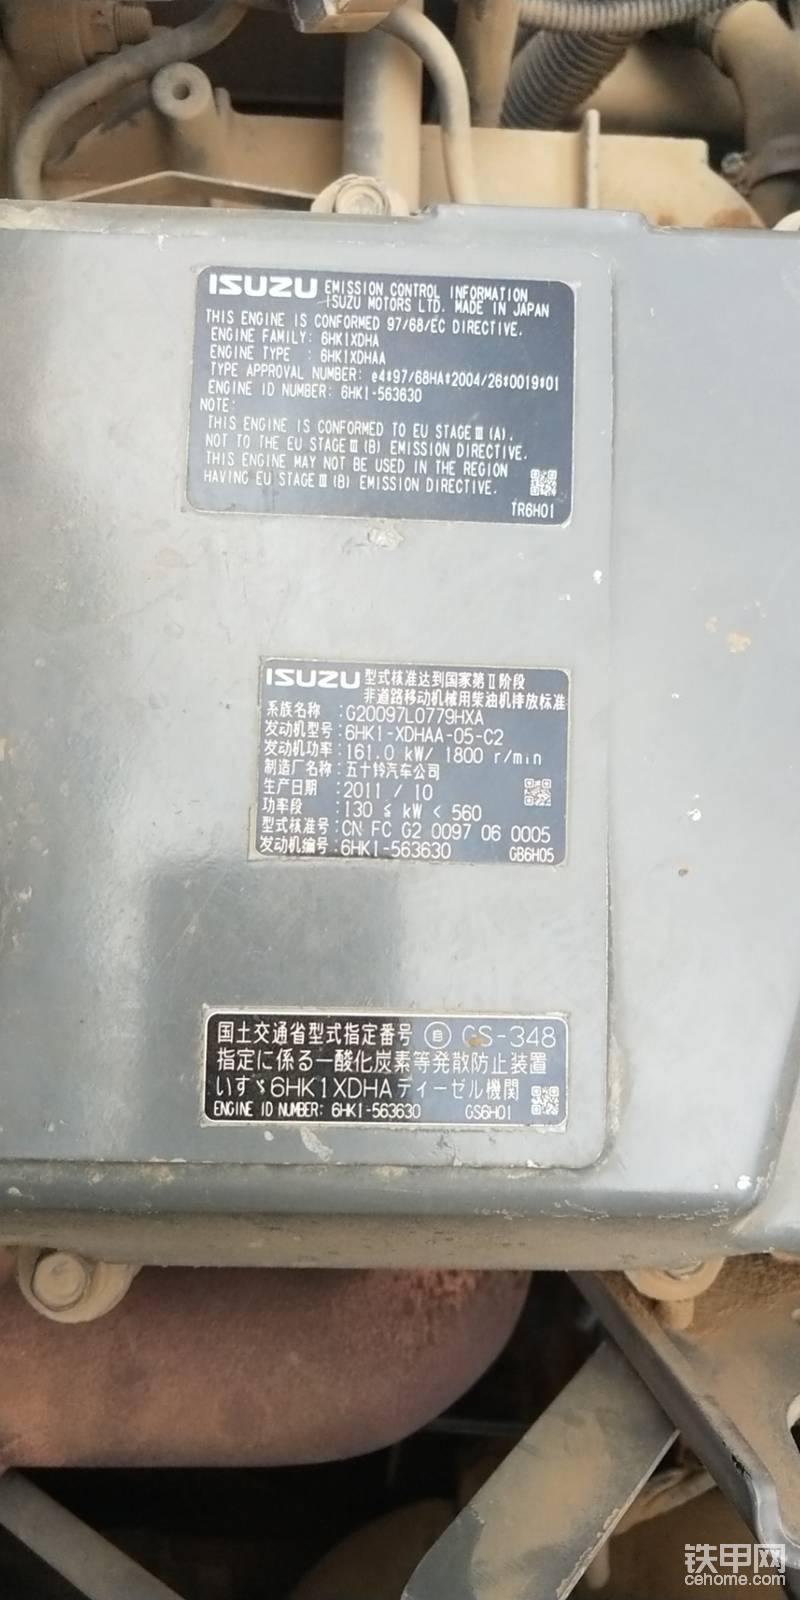 ISUZU EMISSION CONTROL INFORMATION
ISUZU MOTORS LTD. MADE IN JAPAN
THIS ENGINE IS CONFORMED 97/68/EC DIRECTIVE.
ENGINE FAMILY: 6HK1XDHA
ENGINE TYPE : 6HK1XDHAA
TYPE APPROVAL NUMBER: e4*97/68HA*2004/26*0019*01
ENGINE ID NUMBER: 6HK1-563630
NOTE:
THIS ENGINE IS CONFORMED TO EU STAGE Ⅲ (A).
NOT TO THE EU STAGE Ⅲ (B) EMISSION DIRECTIVE.
THIS ENGINE MAY NOT BE USED IN THE REGION
HAVING EU STAGE Ⅲ (B) EMISSION DIRECTIVE.
TR6H01
ISUZU 型式核准达到国家第Ⅱ阶段
非道路移动机械用柴油机排放标准
系族名称 :G20097L0779HXA
发动机型号:6HK1-XDHAA-05-C2
发动机功率:161.0 kW/ 1800 r/min
制造厂名称:五十铃汽车公司
生产日期 :2011 / 10
功率段 :130 ≦ kW < 560
型式核准号:CN FC G2 0097 06 0005
发动机编号:6HK1-563630 GB6H05
国土交通省型式指定番号 自 GS-348
指定に係る一酸化炭素等発散防止装置
いすゞ6HK1XDHAディーゼル機関
ENGINE ID NUMBER: 6HK1-563630 GS6H01
铁甲网
cehome.com